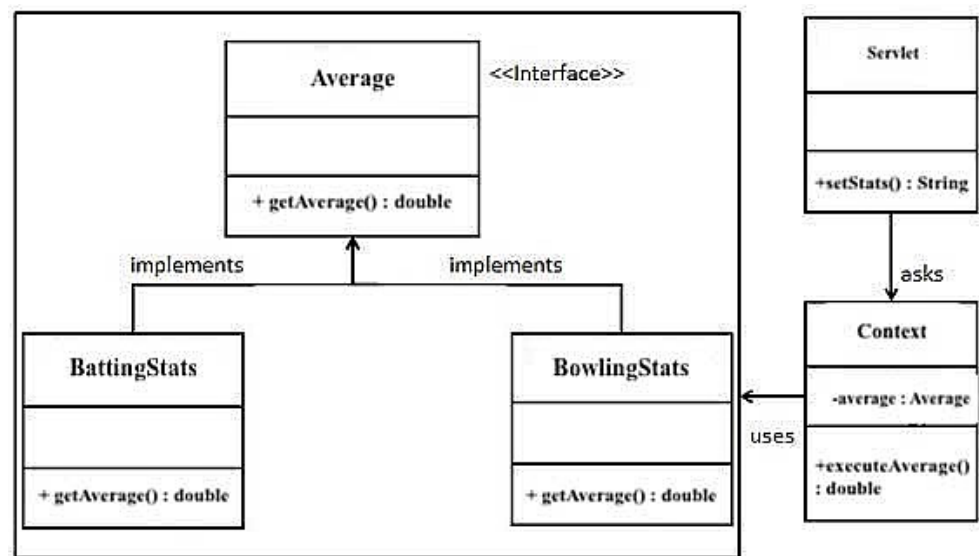 Average
<<Interface>>
+ getAverage() : double
implements
implements
BattingStats
+ getAverage() : double
BowlingStats
+ getAverage() : double
Servlet
+setStats() : String
asks
Context
-average : Average
+executeAverage()
: double
uses